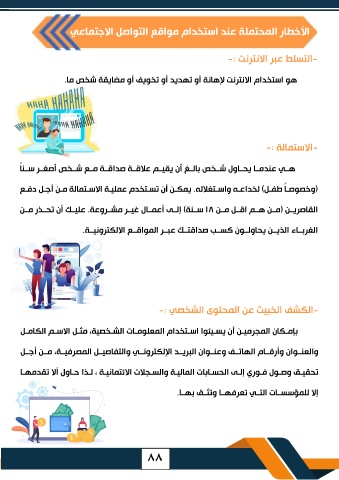 الأخطار المحتملة عند استخدام مواقع التواصل الاجتماعي
-التسلط عبر الانترنت :-
هو استخدام الانترنت لإهانة أو تهديد أو تخويف أو مضايقة شخص ما.
HAHA HAHAHA
HAHA HAHAHA
-الاستمالة :-
هي عندما يحاول شخص بالغ أن يقيم علاقة صداقة مع شخص أصغر سناً
(وخصوصاً طفل) لخداعه واستغلاله. يمكن أن تستخدم عملية الاستمالة من أجل دفع
القاصرين (من هم اقل من ١٨ سنة) إلى أعمال غير مشروعة. عليك أن تحذر من
الغرباء الذين يحاولون كسب صداقتك عبر المواقع الالكترونية.
-الكشف الخبيث عن المحتوى الشخصي :-
بإمكان المجرمين أن يسيئوا استخدام المعلومات الشخصية، مثل الاسم الكامل
والعنوان وأرقام الهاتف وعنوان البريد الإلكتروني والتفاصيل المصرفية، من أجل
تحقيق وصول فوري إلى الحسابات المالية والسجلات الائتمانية ، لذا حاول ألا تقدمها
إلا للمؤسسات التي تعرفها وتثق بها.
٨٨